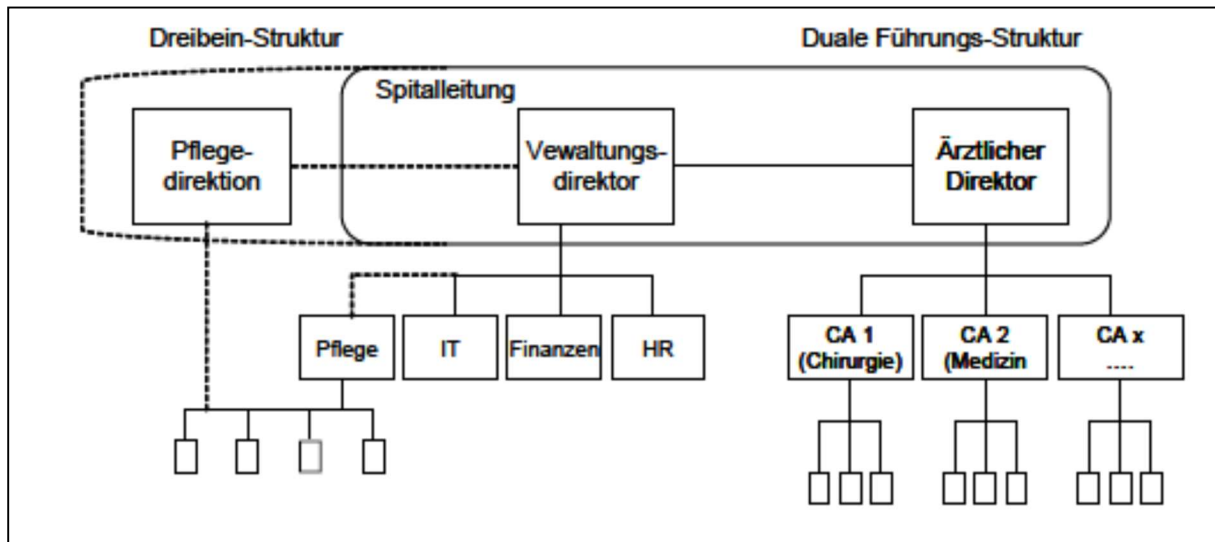 Dreibein-Struktur
Duale Führungs-Struktur
Spitalleitung
Pflege-
direktion
Vewaltungs-
direktor
Ärztlicher
Direktor
Pflege
IT
Finanzen
HR
CA 1
(Chirurgie)
CA 2
(Medizin
CA x
....